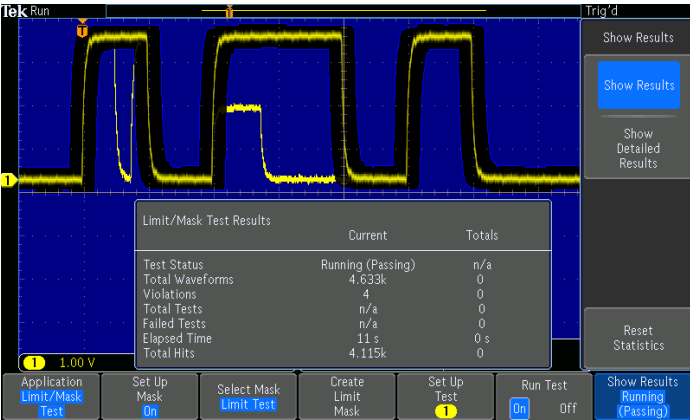 Tek Run
Trig'd
T
T
1
Show Results
Show Results
Show
Detailed
Results
Reset
Statistics
Limit/Mask Test Results
Current Totals
Test Status Running (Passing) n/a
Total Waveforms 4.633k 0
Violations 4 0
Total Tests n/a 0
Failed Tests n/a 0
Elapsed Time 11 s 0 s
Total Hits 4.115k 0
1 1.00 V
Application
Limit/Mask
Test
Set Up
Mask
On
Select Mask
Limit Test
Create
Limit
Mask
Set Up
Test
1
Run Test
On Off
Show Results
Running
(Passing)